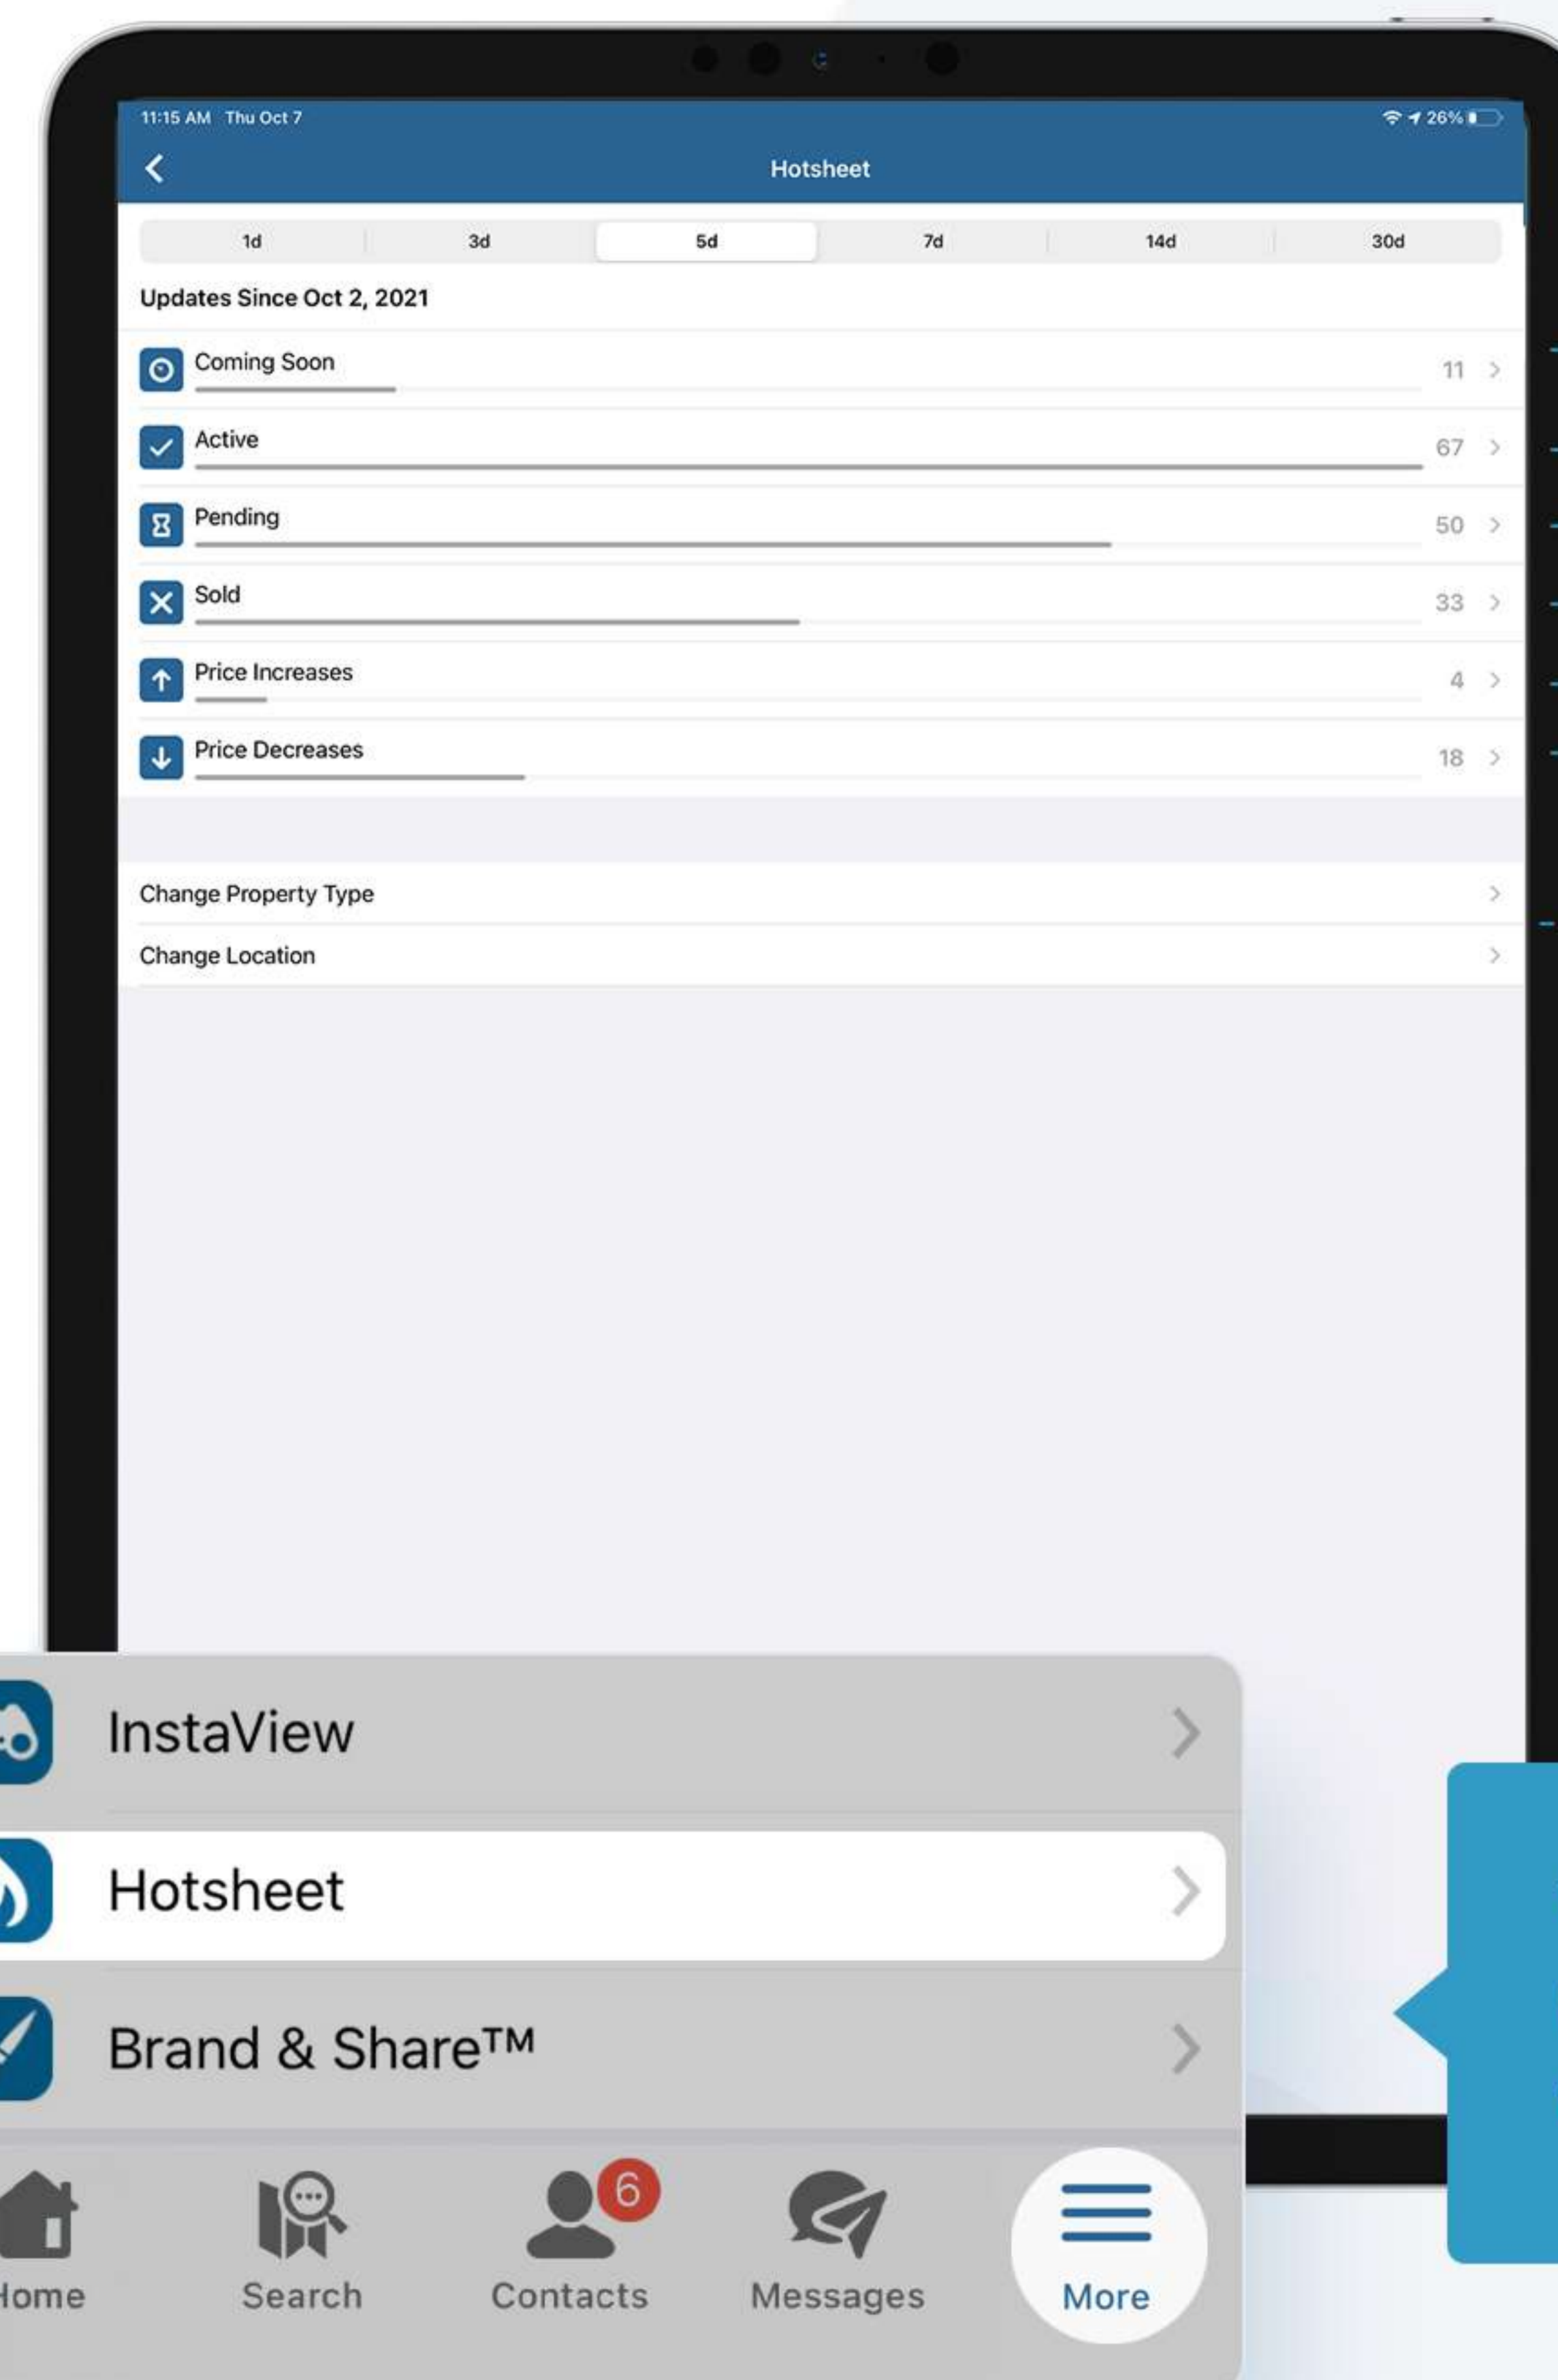 11:15 AM Thu Oct 7
26%
Hotsheet
1d 3d 5d 7d 14d 30d
Updates Since Oct 2, 2021
Coming Soon 11
Active 67
Pending 50
Sold 33
Price Increases 4
Price Decreases 18
Change Property Type
Change Location
InstaView
Hotsheet
Brand & Share™
6
Home Search Contacts Messages More